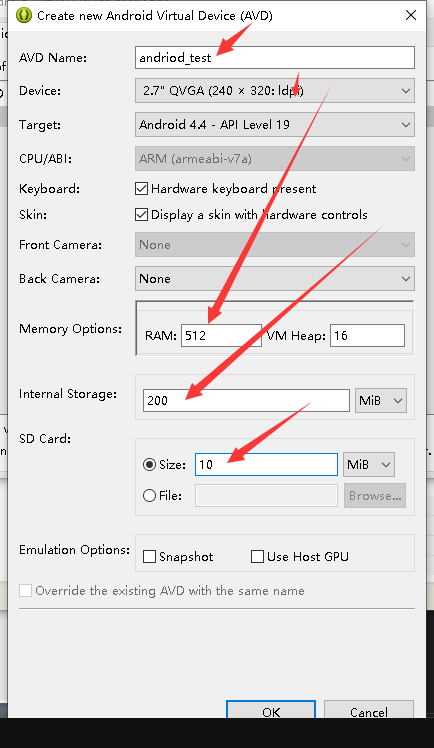 Create new Android Virtual Device (AVD)
AVD Name: andriod_test
Device: 2.7" QVGA (240 × 320: ldpi)
Target: Android 4.4 - API Level 19
CPU/ABI: ARM (armeabi-v7a)
Keyboard: Hardware keyboard present
Skin: Display a skin with hardware controls
Front Camera: None
Back Camera: None
Memory Options: RAM: 512 VM Heap: 16
Internal Storage: 200 MiB
SD Card:
Size: 10 MiB
File: Browse...
Emulation Options: Snapshot Use Host GPU
Override the existing AVD with the same name
OK Cancel